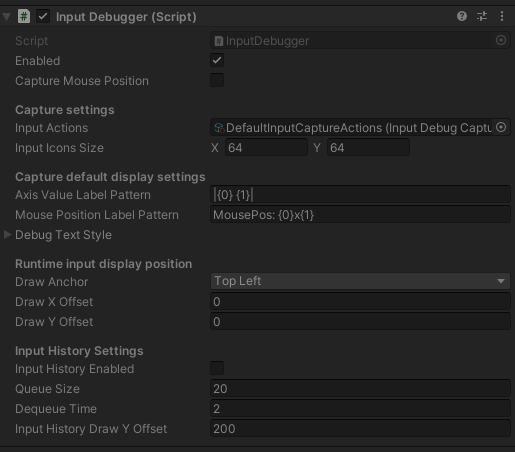 Input Debugger (Script)
Script InputDebugger
Enabled
Capture Mouse Position
Capture settings
Input Actions DefaultInputCaptureActions (Input Debug Captu
Input Icons Size X 64 Y 64
Capture default display settings
Axis Value Label Pattern |{0} {1}|
Mouse Position Label Pattern MousePos: {0}x{1}
Debug Text Style
Runtime input display position
Draw Anchor Top Left
Draw X Offset 0
Draw Y Offset 0
Input History Settings
Input History Enabled
Queue Size 20
Dequeue Time 2
Input History Draw Y Offset 200